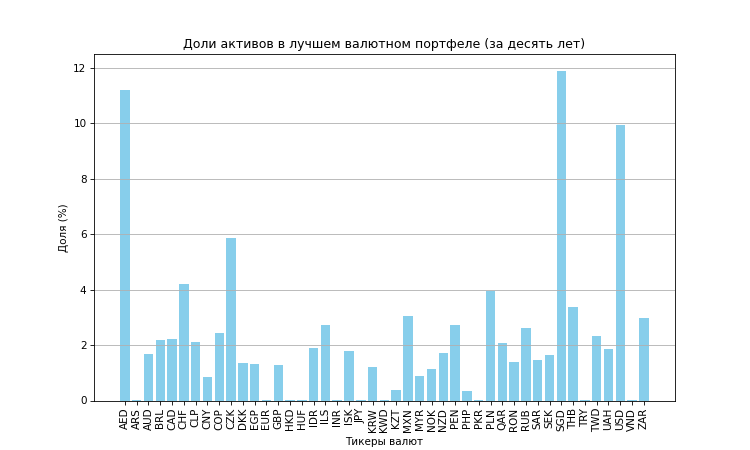 Доли активов в лучшем валютном портфеле (за десять лет)
Доля (%)
12
10
8
6
4
2
0
AED ARS AUD BRL CAD CHF CLP CNY COP CZK DKK EGP EUR GBP HKD HUF IDR ILS INR ISK JPY KRW KWD KZT MXN MYR NOK NZD PEN PHP PKR PLN QAR RON RUB SAR SEK SGD THB TRY TWD UAH USD VND ZAR
Тикеры валют